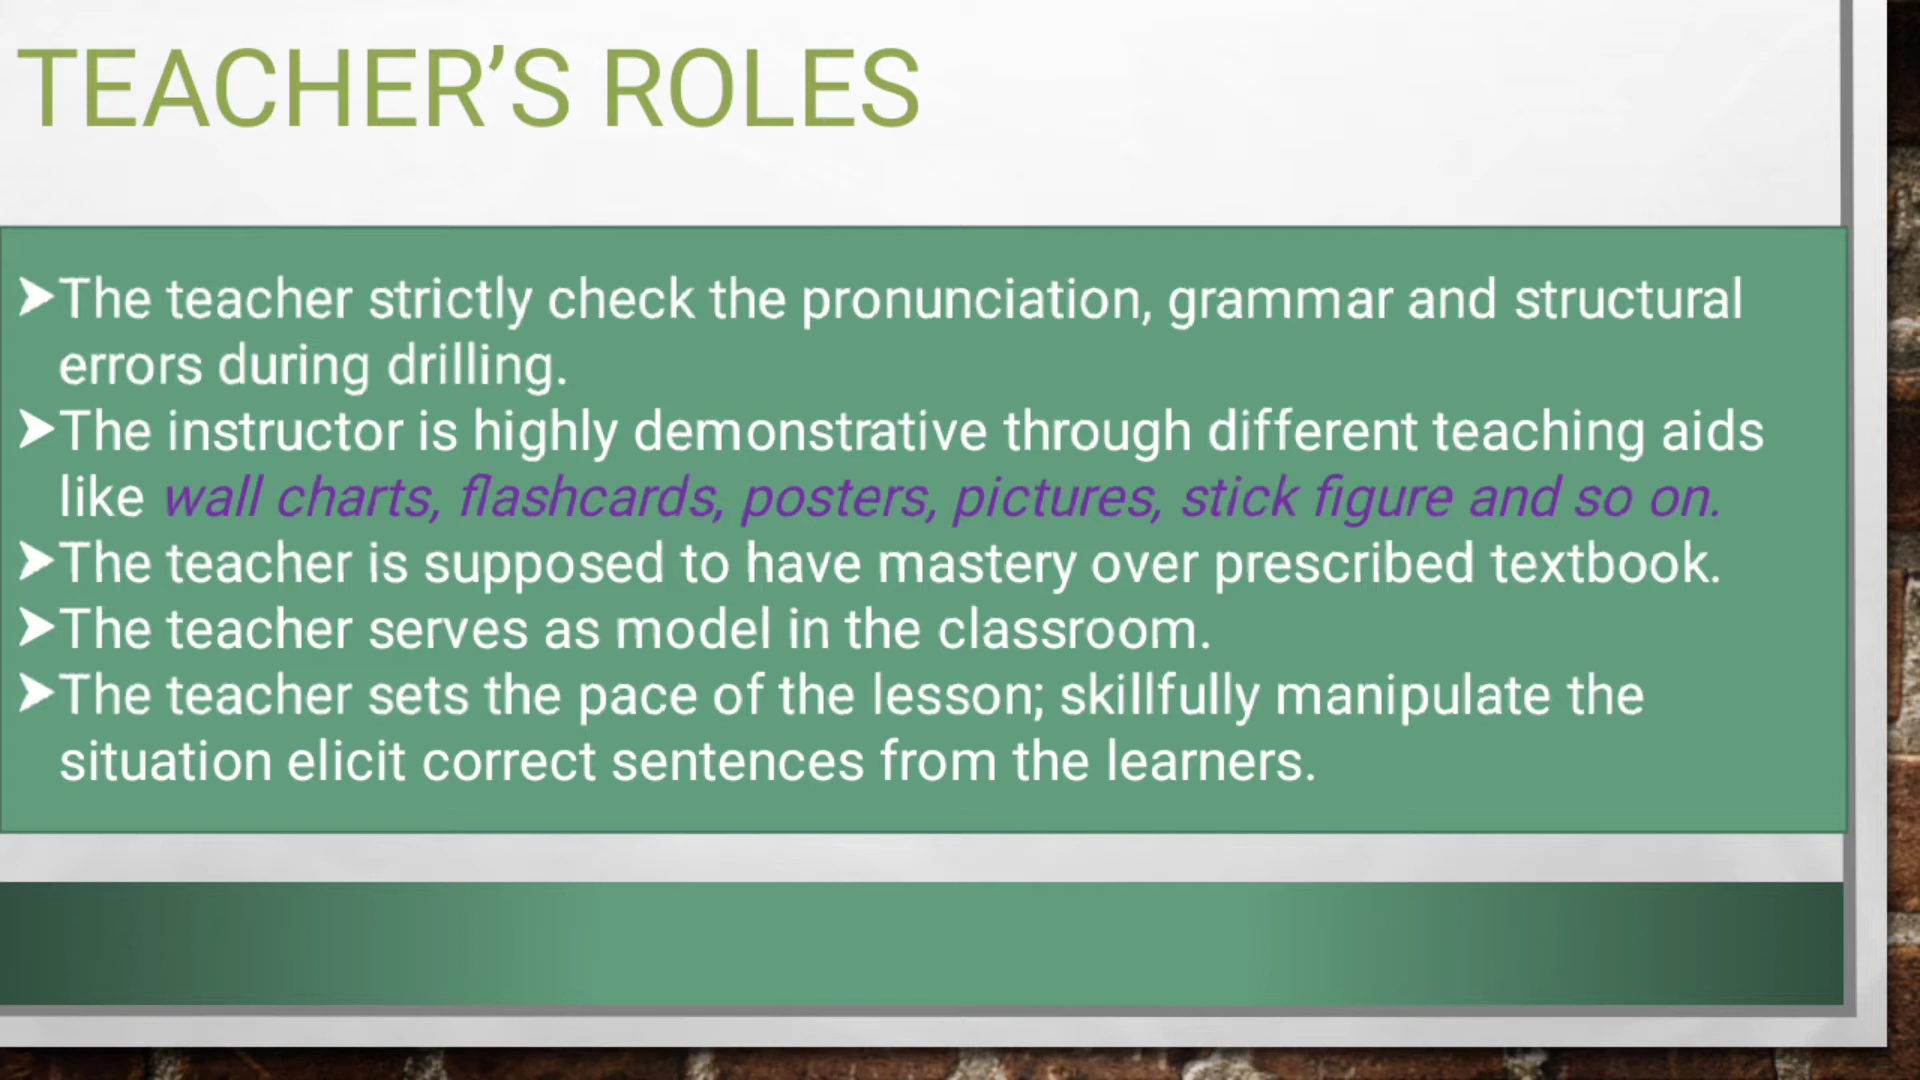 TEACHER’S ROLES
➤The teacher strictly check the pronunciation, grammar and structural
errors during drilling.
➤The instructor is highly demonstrative through different teaching aids
like wall charts, flashcards, posters, pictures, stick figure and so on.
➤The teacher is supposed to have mastery over prescribed textbook.
➤The teacher serves as model in the classroom.
➤The teacher sets the pace of the lesson; skillfully manipulate the
situation elicit correct sentences from the learners.